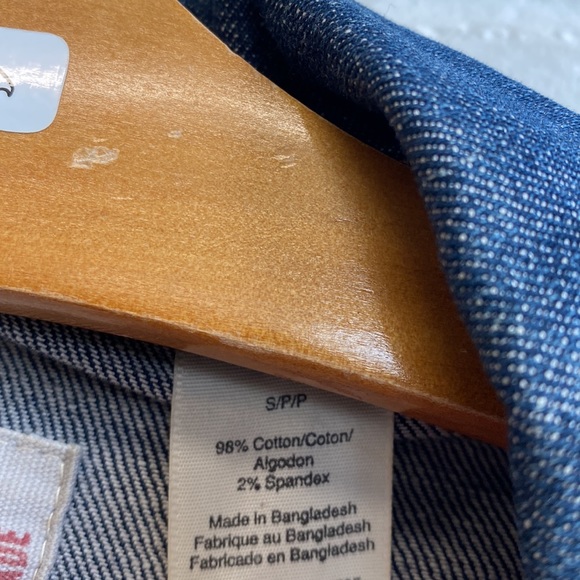 S/P/P
98% Cotton/Coton/
Algodon
2% Spandex
Made in Bangladesh
Fabrique au Bangladesh
Fabricado en Bangladesh